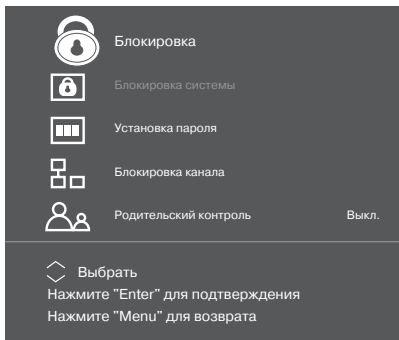 Блокировка
Блокировка системы
Установка пароля
Блокировка канала
Родительский контроль Выкл.
Выбрать
Нажмите "Enter" для подтверждения
Нажмите "Menu" для возврата